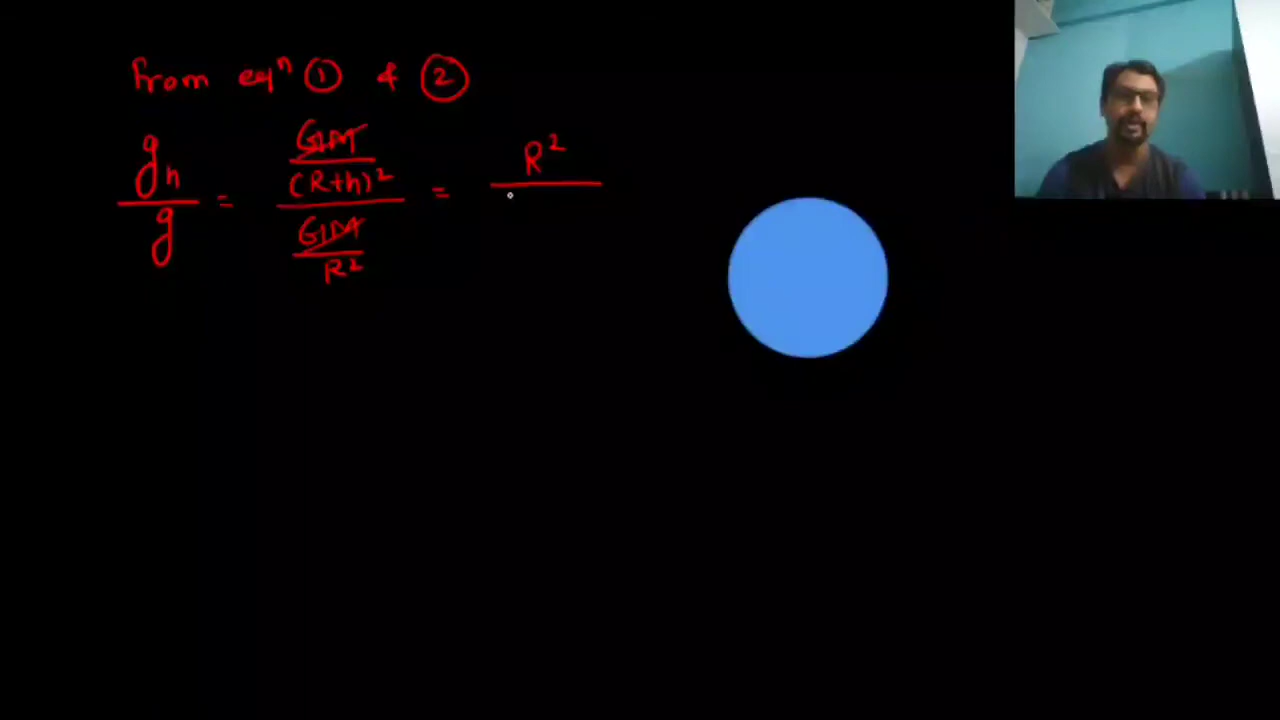 from eqⁿ ① & ②
gh/g = (GM/(R+h)²)/(GM/R²) = R²